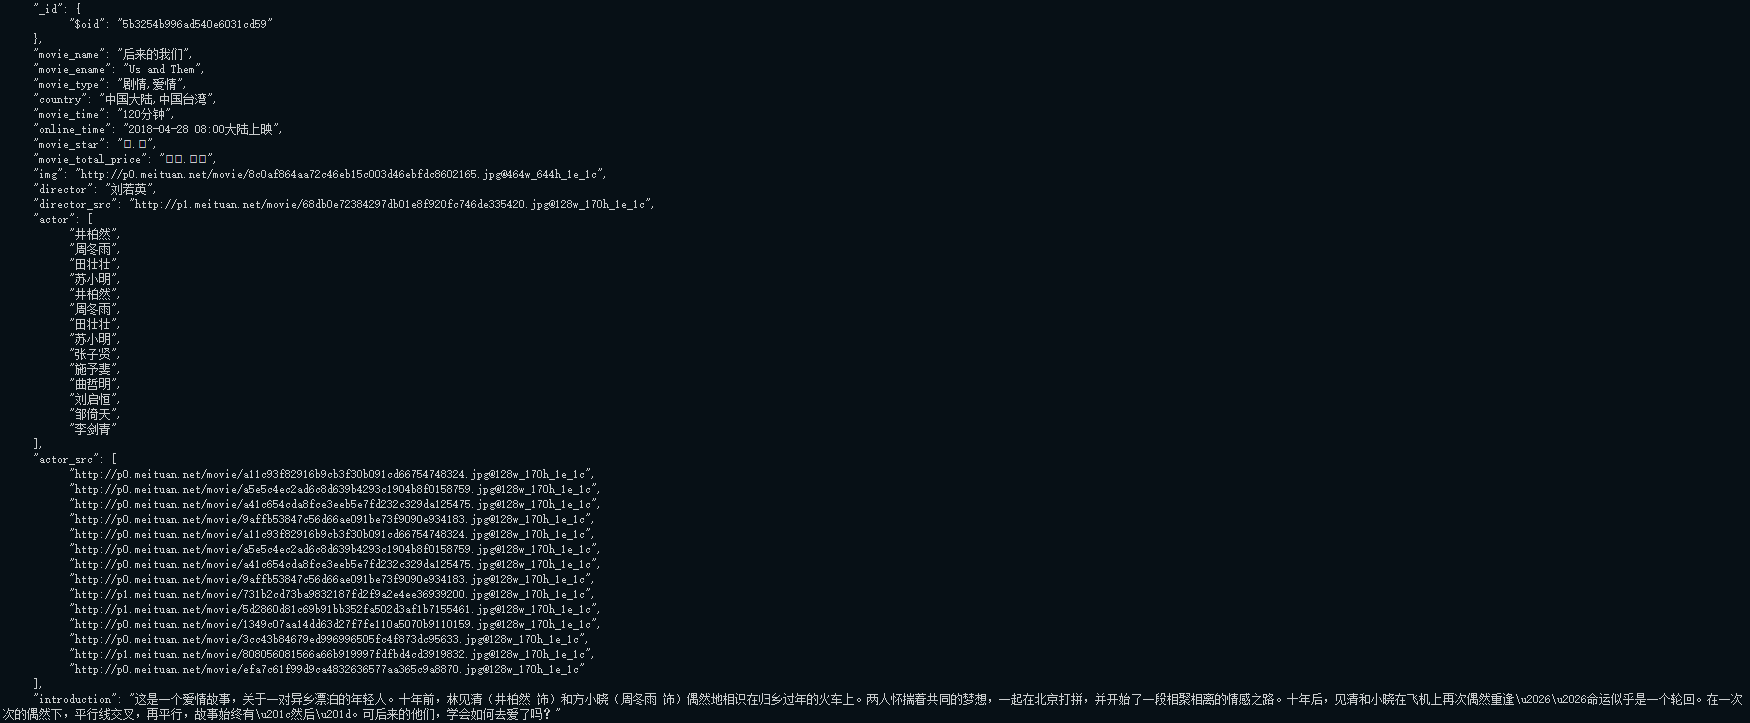 "_id": {
"$oid": "5b3254b996ad540e6031cd59"
},
"movie_name": "后来的我们",
"movie_ename": "Us and Them",
"movie_type": "剧情,爱情",
"country": "中国大陆,中国台湾",
"movie_time": "120分钟",
"online_time": "2018-04-28 08:00大陆上映",
"movie_star": "□.□",
"movie_total_price": "□□.□□",
"img": "http://p0.meituan.net/movie/8c0af864aa72c46eb15c003d46ebfdc8602165.jpg@464w_644h_1e_1c",
"director": "刘若英",
"director_src": "http://p1.meituan.net/movie/68db0e72384297db01e8f920fc746de335420.jpg@128w_170h_1e_1c",
"actor": [
"井柏然",
"周冬雨",
"田壮壮",
"苏小明",
"井柏然",
"周冬雨",
"田壮壮",
"苏小明",
"张子贤",
"施予斐",
"曲哲明",
"刘启恒",
"邹倚天",
"李剑青"
],
"actor_src": [
"http://p0.meituan.net/movie/a11c93f82916b9cb3f30b091cd66754748324.jpg@128w_170h_1e_1c",
"http://p0.meituan.net/movie/a5e5c4ec2ad6c8d639b4293c1904b8f0158759.jpg@128w_170h_1e_1c",
"http://p0.meituan.net/movie/a41c654cda8fce3eeb5e7fd232c329da125475.jpg@128w_170h_1e_1c",
"http://p0.meituan.net/movie/9affb53847c56d66ae091be73f9090e934183.jpg@128w_170h_1e_1c",
"http://p0.meituan.net/movie/a11c93f82916b9cb3f30b091cd66754748324.jpg@128w_170h_1e_1c",
"http://p0.meituan.net/movie/a5e5c4ec2ad6c8d639b4293c1904b8f0158759.jpg@128w_170h_1e_1c",
"http://p0.meituan.net/movie/a41c654cda8fce3eeb5e7fd232c329da125475.jpg@128w_170h_1e_1c",
"http://p0.meituan.net/movie/9affb53847c56d66ae091be73f9090e934183.jpg@128w_170h_1e_1c",
"http://p1.meituan.net/movie/731b2cd73ba9832187fd2f9a2e4ee36939200.jpg@128w_170h_1e_1c",
"http://p1.meituan.net/movie/5d2860d81c69b91bb352fa502d3af1b7155461.jpg@128w_170h_1e_1c",
"http://p0.meituan.net/movie/1349c07aa14dd63d27f7fe110a5070b9110159.jpg@128w_170h_1e_1c",
"http://p0.meituan.net/movie/3cc43b84679ed996996505fc4f873dc95633.jpg@128w_170h_1e_1c",
"http://p1.meituan.net/movie/808056081566a66b919997fdfbd4cd3919832.jpg@128w_170h_1e_1c",
"http://p0.meituan.net/movie/efa7c61f99d9ca4832636577aa365c9a8870.jpg@128w_170h_1e_1c"
],
"introduction": "这是一个爱情故事，关于一对异乡漂泊的年轻人。十年前，林见清（井柏然 饰）和方小晓（周冬雨 饰）偶然地相识在归乡过年的火车上。两人怀揣着共同的梦想，一起在北京打拼，并开始了一段相聚相离的情感之路。十年后，见清和小晓在飞机上再次偶然重逢\u2026\u2026命运似乎是一个轮回。在一次
次的偶然下，平行线交叉，再平行，故事始终有\u201c然后\u201d。可后来的他们，学会如何去爱了吗？"